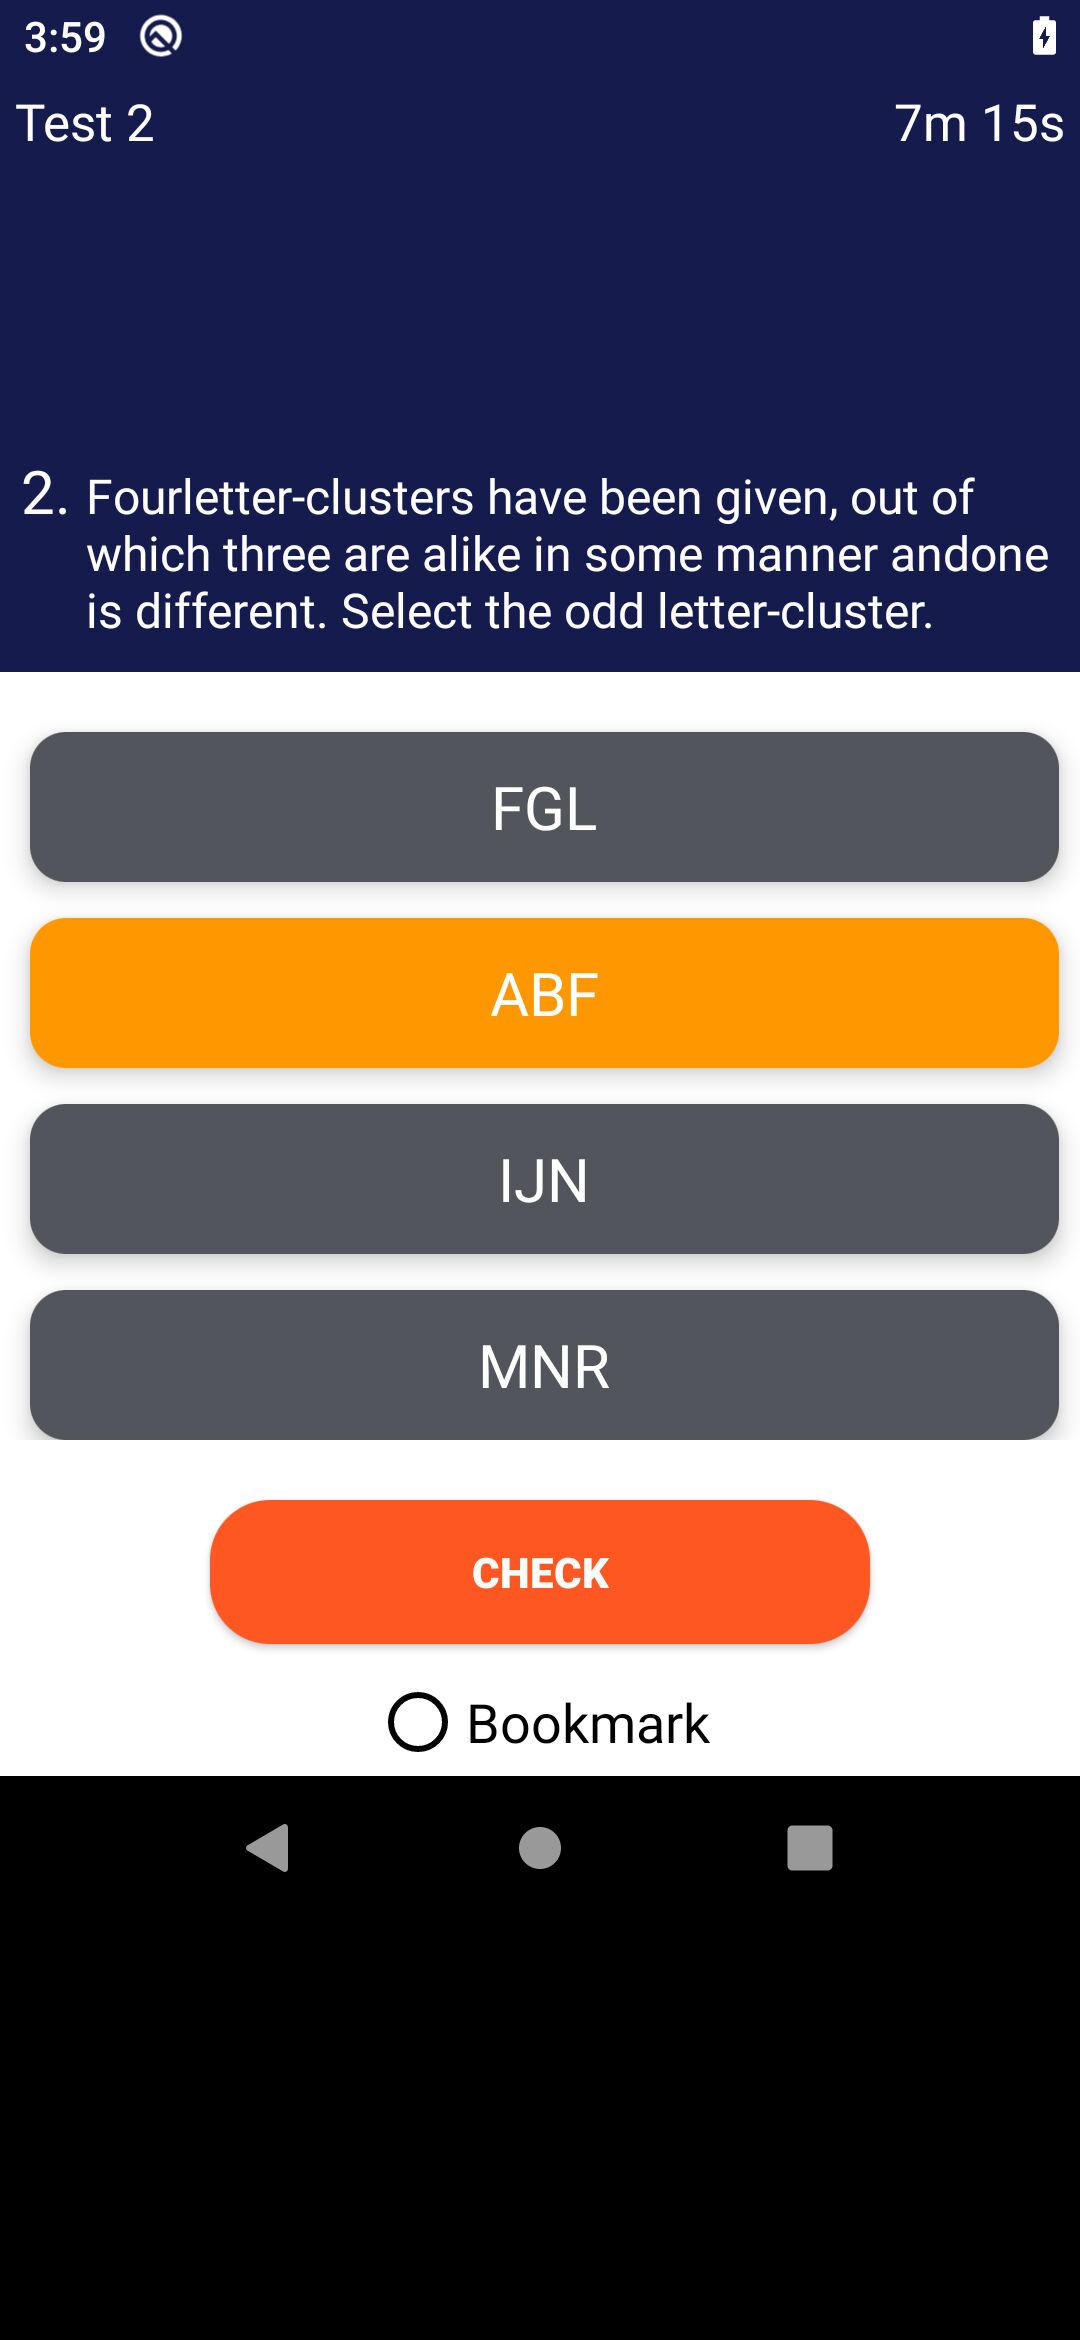 3:59
Test 2
7m 15s
2. Fourletter-clusters have been given, out of
which three are alike in some manner andone
is different. Select the odd letter-cluster.
FGL
ABF
IJN
MNR
CHECK
Bookmark